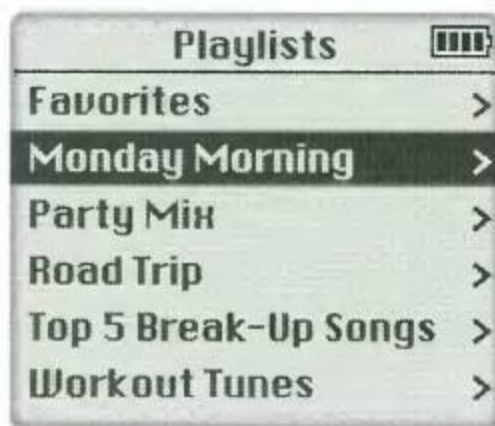 Playlists
Favorites >
Monday Morning >
Party Mix >
Road Trip >
Top 5 Break-Up Songs >
Workout Tunes >